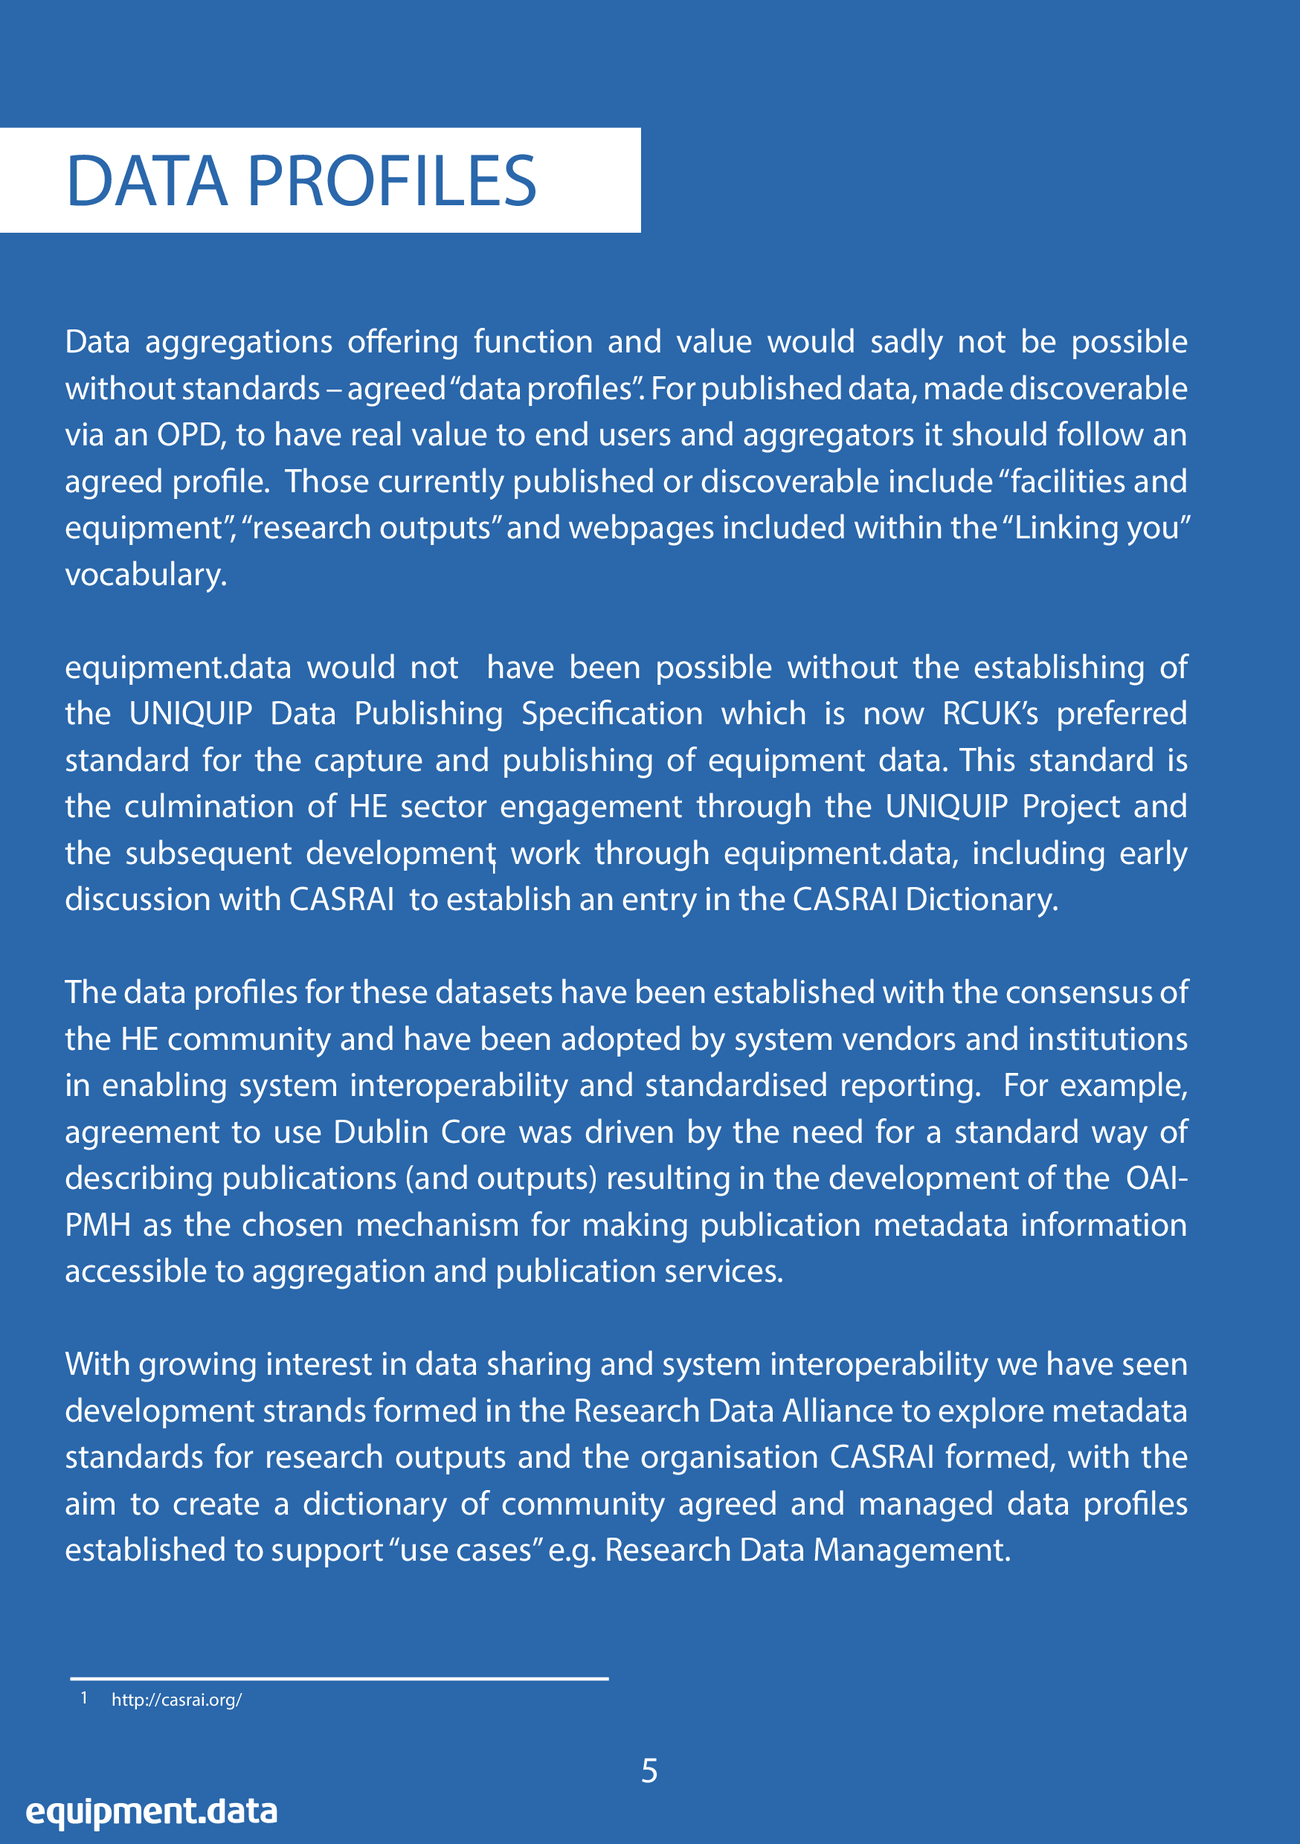 DATA PROFILES
Data aggregations offering function and value would sadly not be possible
without standards – agreed “data profiles”. For published data, made discoverable
via an OPD, to have real value to end users and aggregators it should follow an
agreed profile.  Those currently published or discoverable include “facilities and
equipment”, “research outputs” and webpages included within the “Linking you”
vocabulary.
equipment.data would not  have been possible without the establishing of
the UNIQUIP Data Publishing Specification which is now RCUK’s preferred
standard for the capture and publishing of equipment data. This standard is
the culmination of HE sector engagement through the UNIQUIP Project and
the subsequent development work through equipment.data, including early
discussion with CASRAI 1 to establish an entry in the CASRAI Dictionary.
The data profiles for these datasets have been established with the consensus of
the HE community and have been adopted by system vendors and institutions
in enabling system interoperability and standardised reporting.  For example,
agreement to use Dublin Core was driven by the need for a standard way of
describing publications (and outputs) resulting in the development of the  OAI-
PMH as the chosen mechanism for making publication metadata information
accessible to aggregation and publication services.
With growing interest in data sharing and system interoperability we have seen
development strands formed in the Research Data Alliance to explore metadata
standards for research outputs and the organisation CASRAI formed, with the
aim to create a dictionary of community agreed and managed data profiles
established to support “use cases” e.g. Research Data Management.
1 http://casrai.org/
5
equipment.data